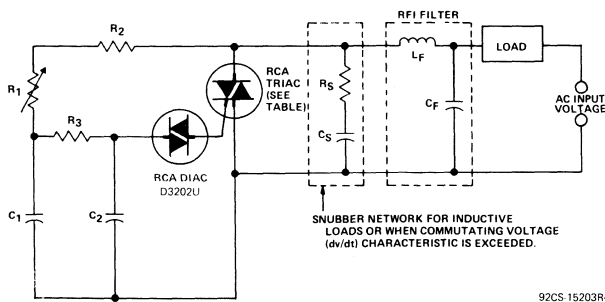 RFI FILTER
R2
LF
LOAD
RCA
TRIAC
(SEE
TABLE)
R1
RS
AC INPUT
VOLTAGE
CF
R3
CS
RCA DIAC
D3202U
C1
C2
SNUBBER NETWORK FOR INDUCTIVE
LOADS OR WHEN COMMUTATING VOLTAGE
(dv/dt) CHARACTERISTIC IS EXCEEDED.
92CS-15203R